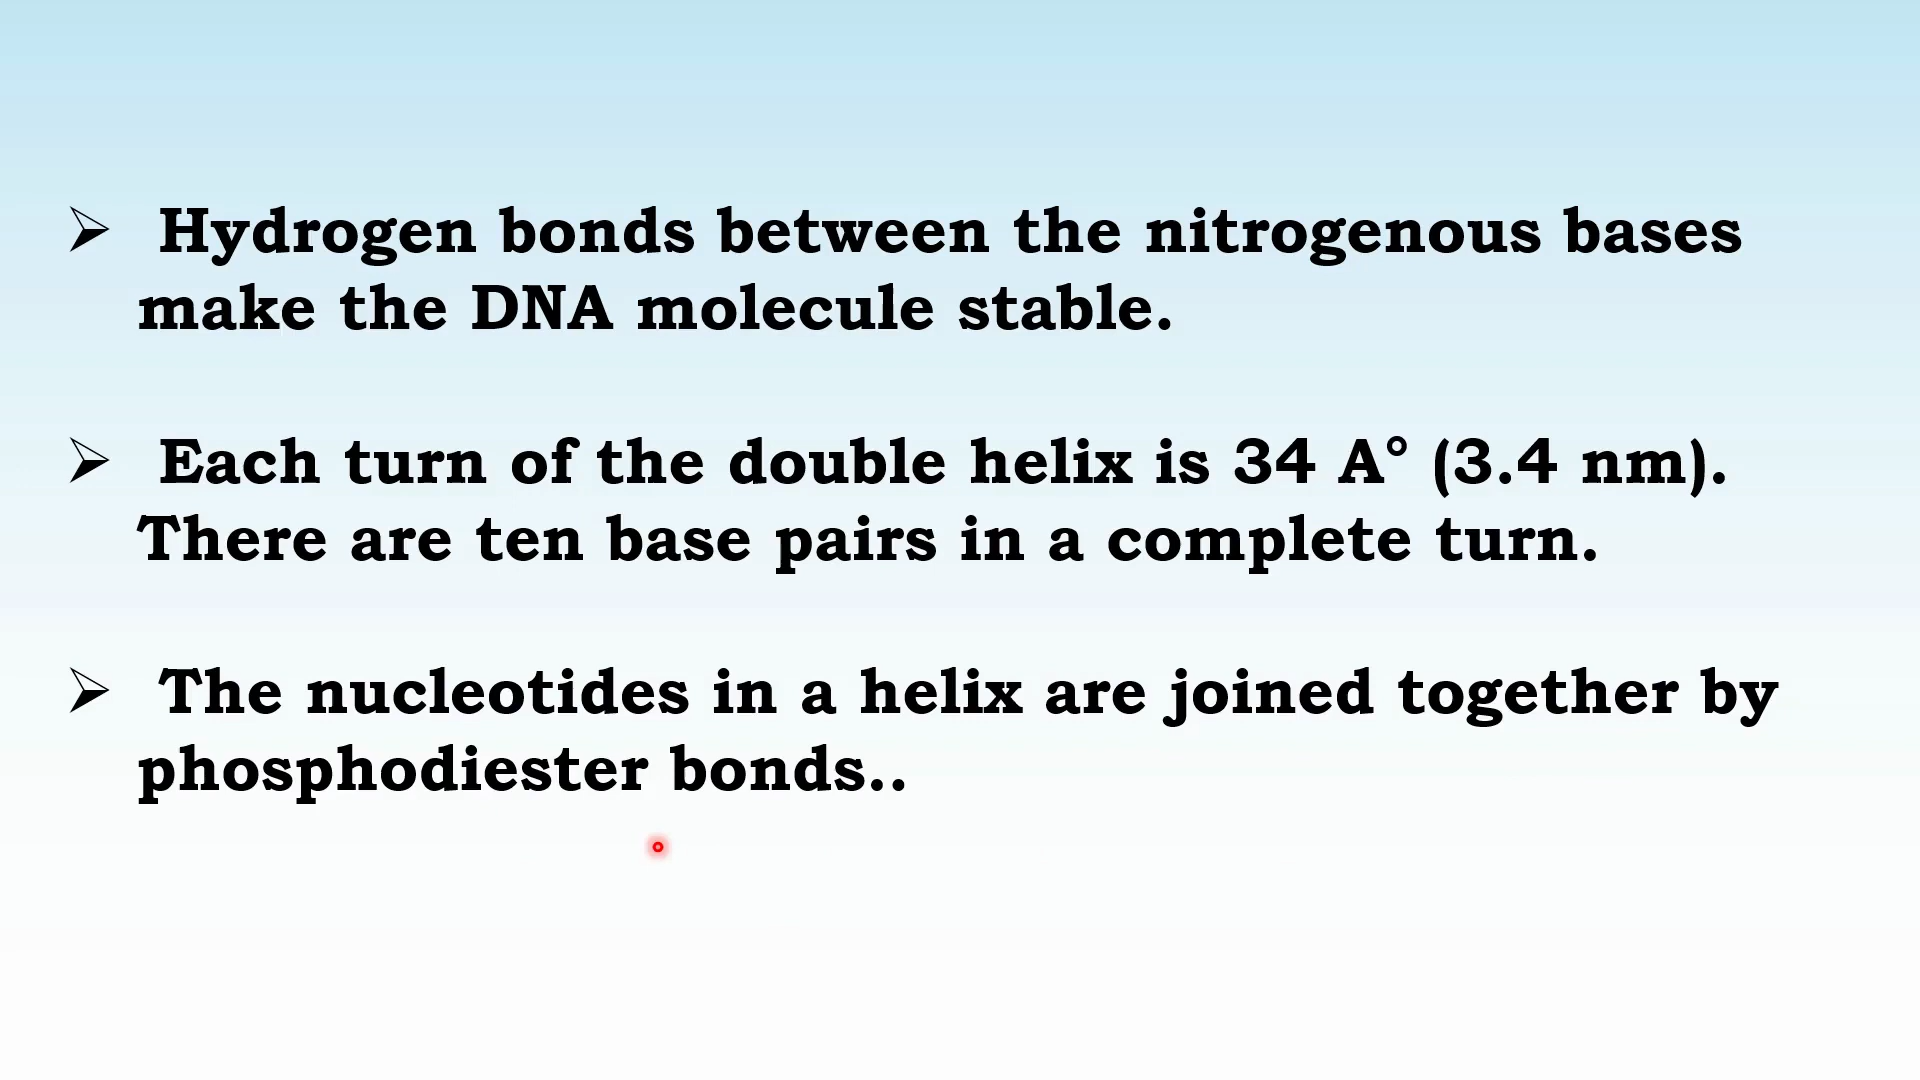 ➢ Hydrogen bonds between the nitrogenous bases
make the DNA molecule stable.
➢ Each turn of the double helix is 34 A° (3.4 nm).
There are ten base pairs in a complete turn.
➢ The nucleotides in a helix are joined together by
phosphodiester bonds..